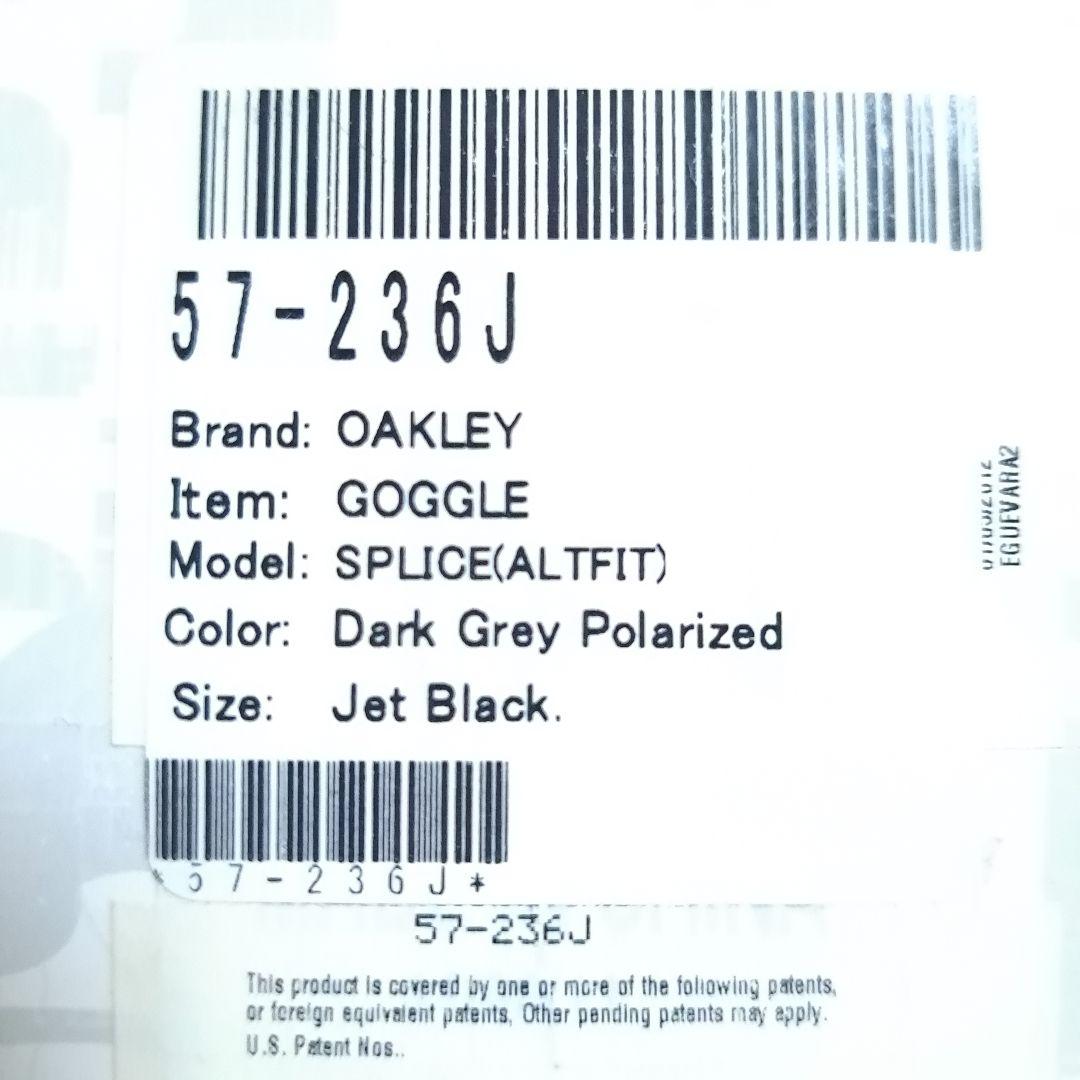 57-236J
Brand: OAKLEY
Item: GOGGLE
Model: SPLICE(ALTFIT)
Color: Dark Grey Polarized
Size: Jet Black.
EGUEVARA2
*57-236J*
57-236J
This product is covered by one or more of the following patents,
or foreign equivalent patents, Other pending patents may apply.
U.S. Patent Nos..